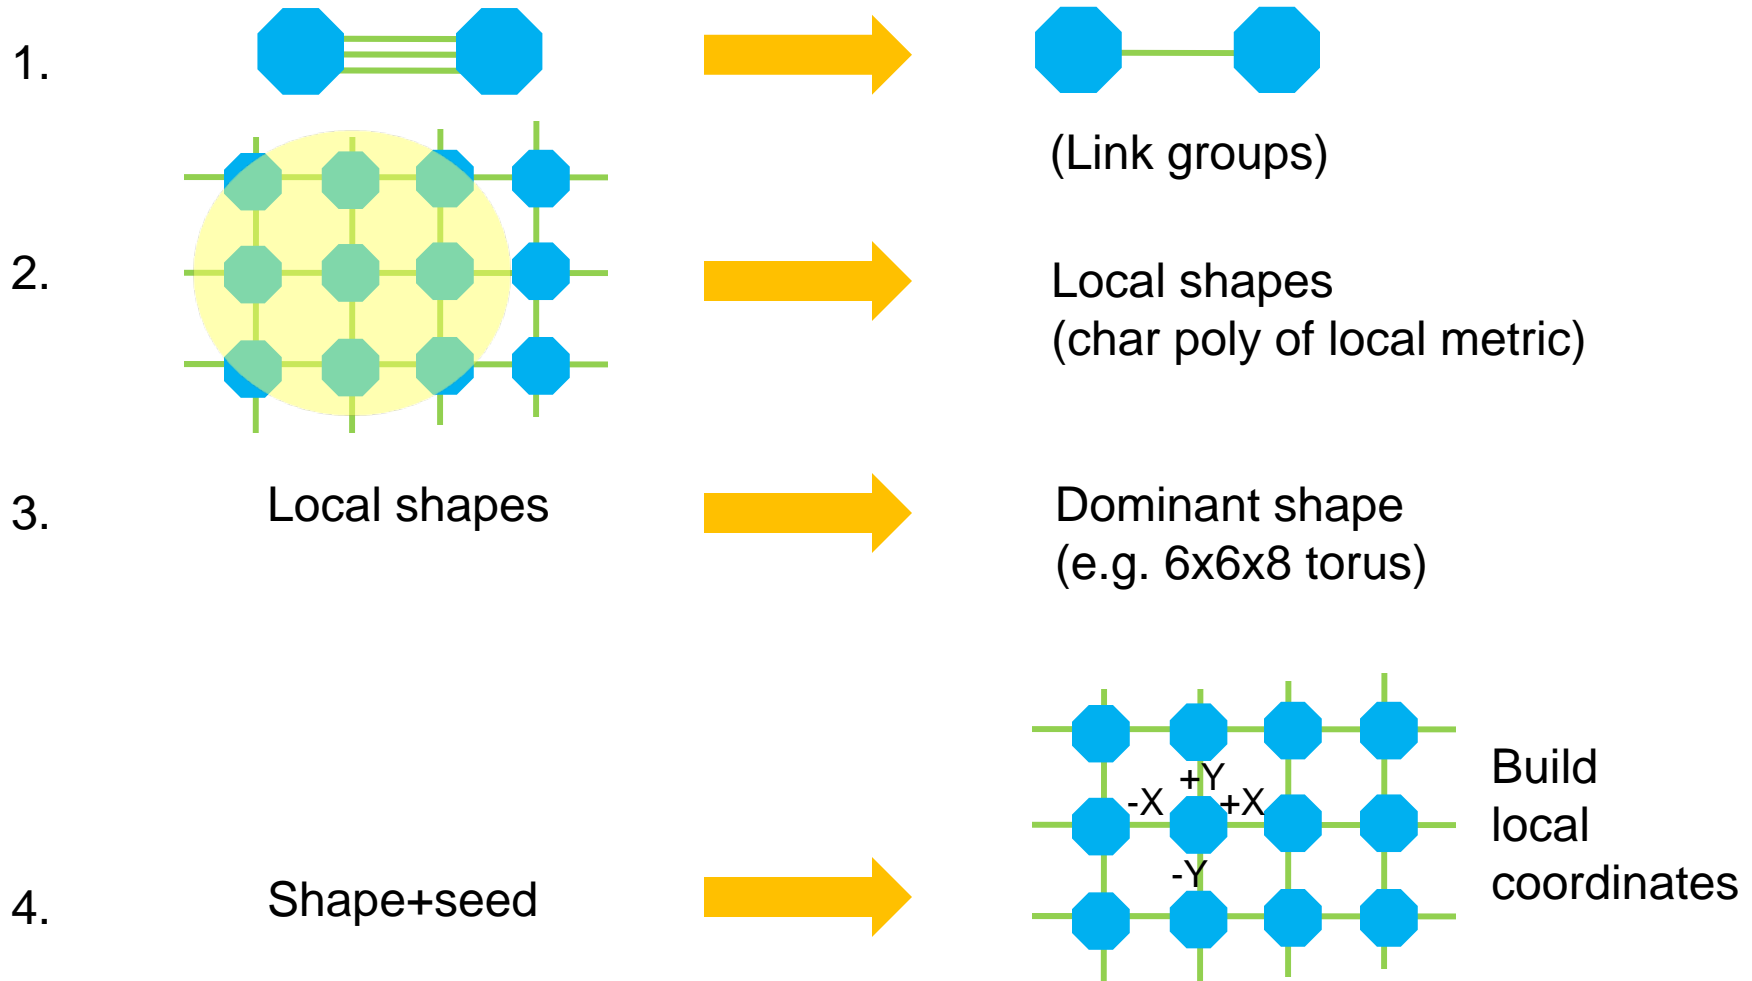 1.
(Link groups)
2.
Local shapes
(char poly of local metric)
3.
Local shapes
Dominant shape
(e.g. 6x6x8 torus)
4.
Shape+seed
+Y
-X
+X
-Y
Build
local
coordinates